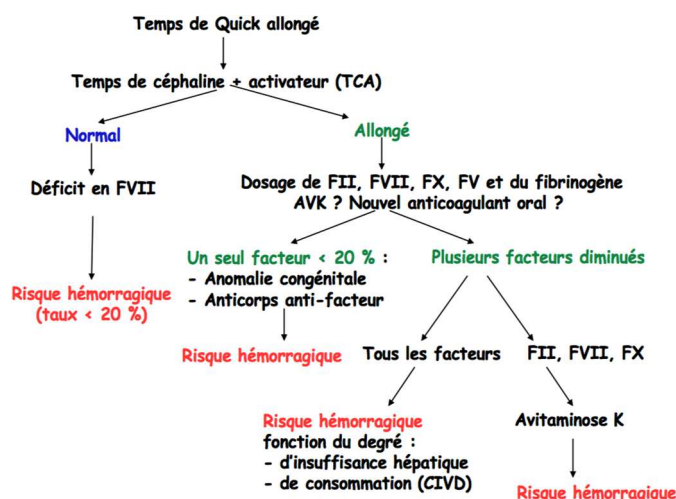 Temps de Quick allongé
Temps de céphaline + activateur (TCA)
Normal
Allongé
Déficit en FVII
Dosage de FII, FVII, FX, FV et du fibrinogène
AVK ? Nouvel anticoagulant oral ?
Risque hémorragique
(taux < 20 %)
Un seul facteur < 20 % :
- Anomalie congénitale
- Anticorps anti-facteur
Plusieurs facteurs diminués
Risque hémorragique
Tous les facteurs
FII, FVII, FX
Risque hémorragique
fonction du degré :
- d'insuffisance hépatique
- de consommation (CIVD)
Avitaminose K
Risque hémorragique